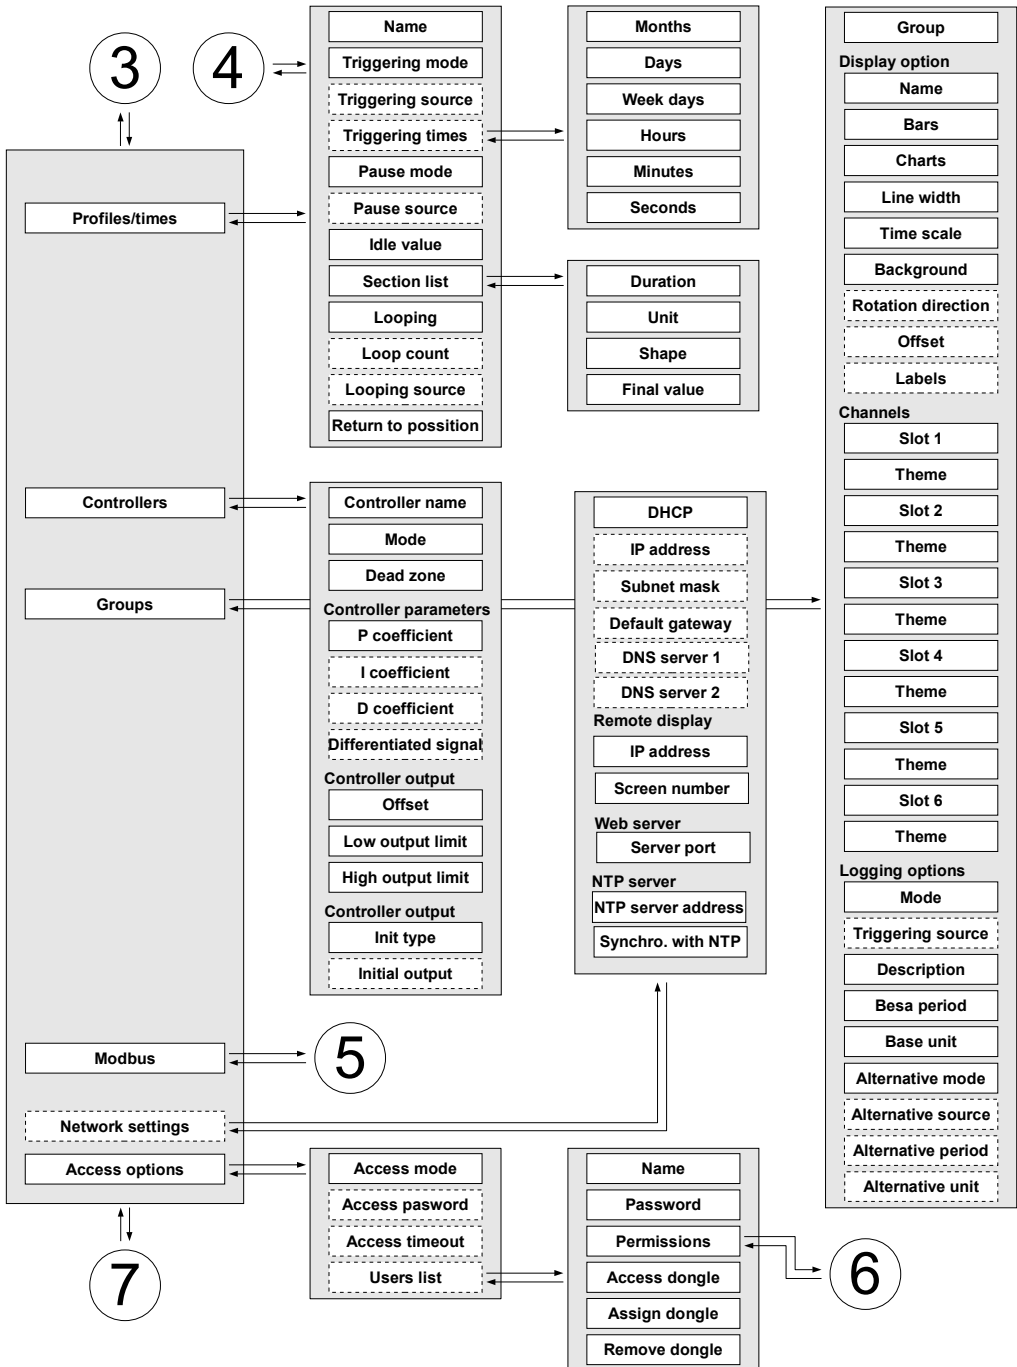 3
4
Profiles/times
Controllers
Groups
Modbus
Network settings
Access options
7
Name
Triggering mode
Triggering source
Triggering times
Pause mode
Pause source
Idle value
Section list
Looping
Loop count
Looping source
Return to possition
Months
Days
Week days
Hours
Minutes
Seconds
Duration
Unit
Shape
Final value
Controller name
Mode
Dead zone
Controller parameters
P coefficient
I coefficient
D coefficient
Differentiated signal
Controller output
Offset
Low output limit
High output limit
Controller output
Init type
Initial output
5
DHCP
IP address
Subnet mask
Default gateway
DNS server 1
DNS server 2
Remote display
IP address
Screen number
Web server
Server port
NTP server
NTP server address
Synchro. with NTP
Access mode
Access pasword
Access timeout
Users list
Name
Password
Permissions
Access dongle
Assign dongle
Remove dongle
6
Group
Display option
Name
Bars
Charts
Line width
Time scale
Background
Rotation direction
Offset
Labels
Channels
Slot 1
Theme
Slot 2
Theme
Slot 3
Theme
Slot 4
Theme
Slot 5
Theme
Slot 6
Theme
Logging options
Mode
Triggering source
Description
Besa period
Base unit
Alternative mode
Alternative source
Alternative period
Alternative unit